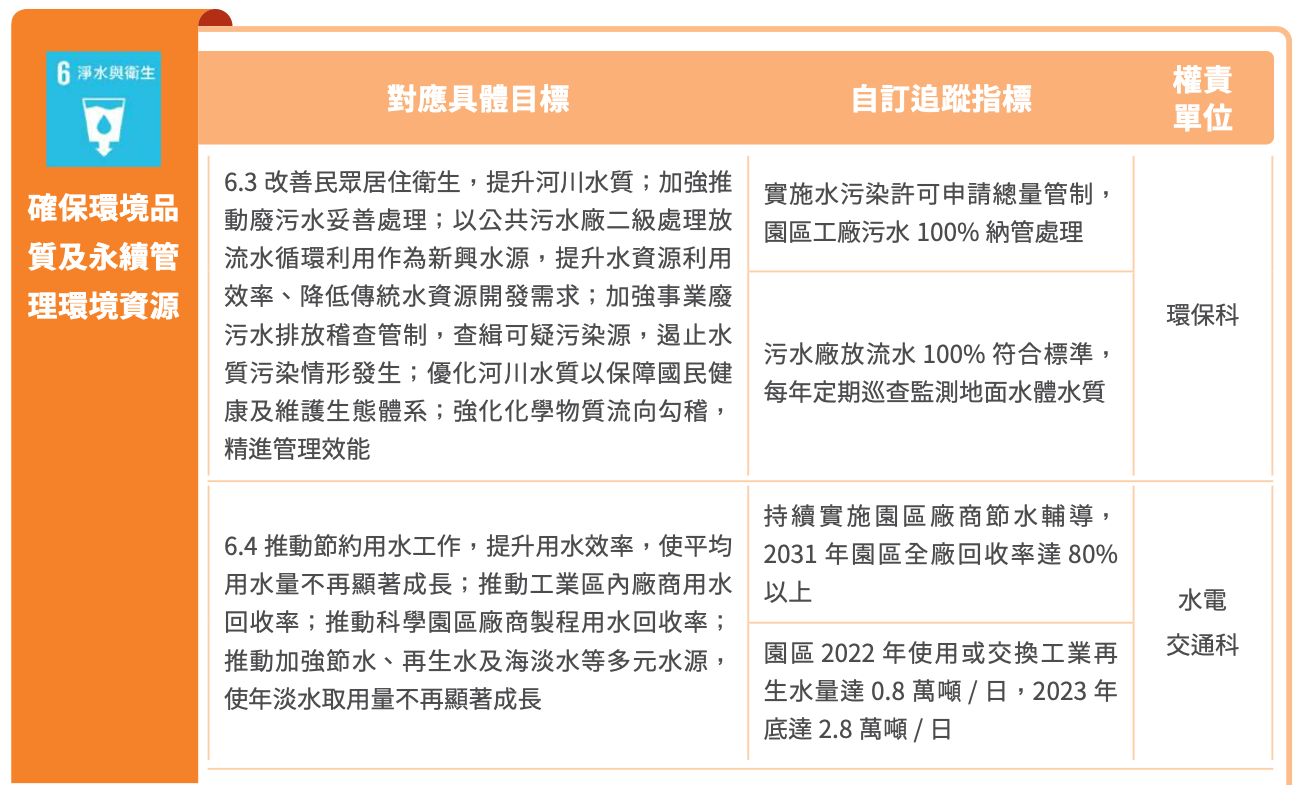 6 淨水與衛生
確保環境品
質及永續管
理環境資源
對應具體目標
自訂追蹤指標
權責
單位
6.3 改善民眾居住衛生，提升河川水質；加強推
動廢污水妥善處理；以公共污水廠二級處理放
流水循環利用作為新興水源，提升水資源利用
效率、降低傳統水資源開發需求；加強事業廢
污水排放稽查管制，查緝可疑污染源，遏止水
質污染情形發生；優化河川水質以保障國民健
康及維護生態體系；強化化學物質流向勾稽，
精進管理效能
實施水污染許可申請總量管制，
園區工廠污水 100% 納管處理
污水廠放流水 100% 符合標準，
每年定期巡查監測地面水體水質
環保科
6.4 推動節約用水工作，提升用水效率，使平均
用水量不再顯著成長；推動工業區內廠商用水
回收率；推動科學園區廠商製程用水回收率；
推動加強節水、再生水及海淡水等多元水源，
使年淡水取用量不再顯著成長
持續實施園區廠商節水輔導，
2031 年園區全廠回收率達 80%
以上
園區 2022 年使用或交換工業再
生水量達 0.8 萬噸 / 日，2023 年
底達 2.8 萬噸 / 日
水電
交通科